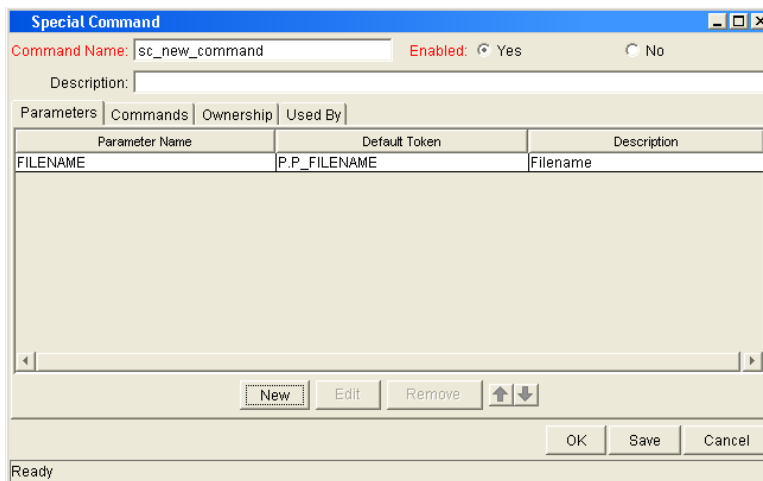 Special Command
Command Name: sc_new_command Enabled: Yes No
Description:
Parameters Commands Ownership Used By
Parameter Name Default Token Description
FILENAME P.P_FILENAME Filename
New Edit Remove
OK Save Cancel
Ready